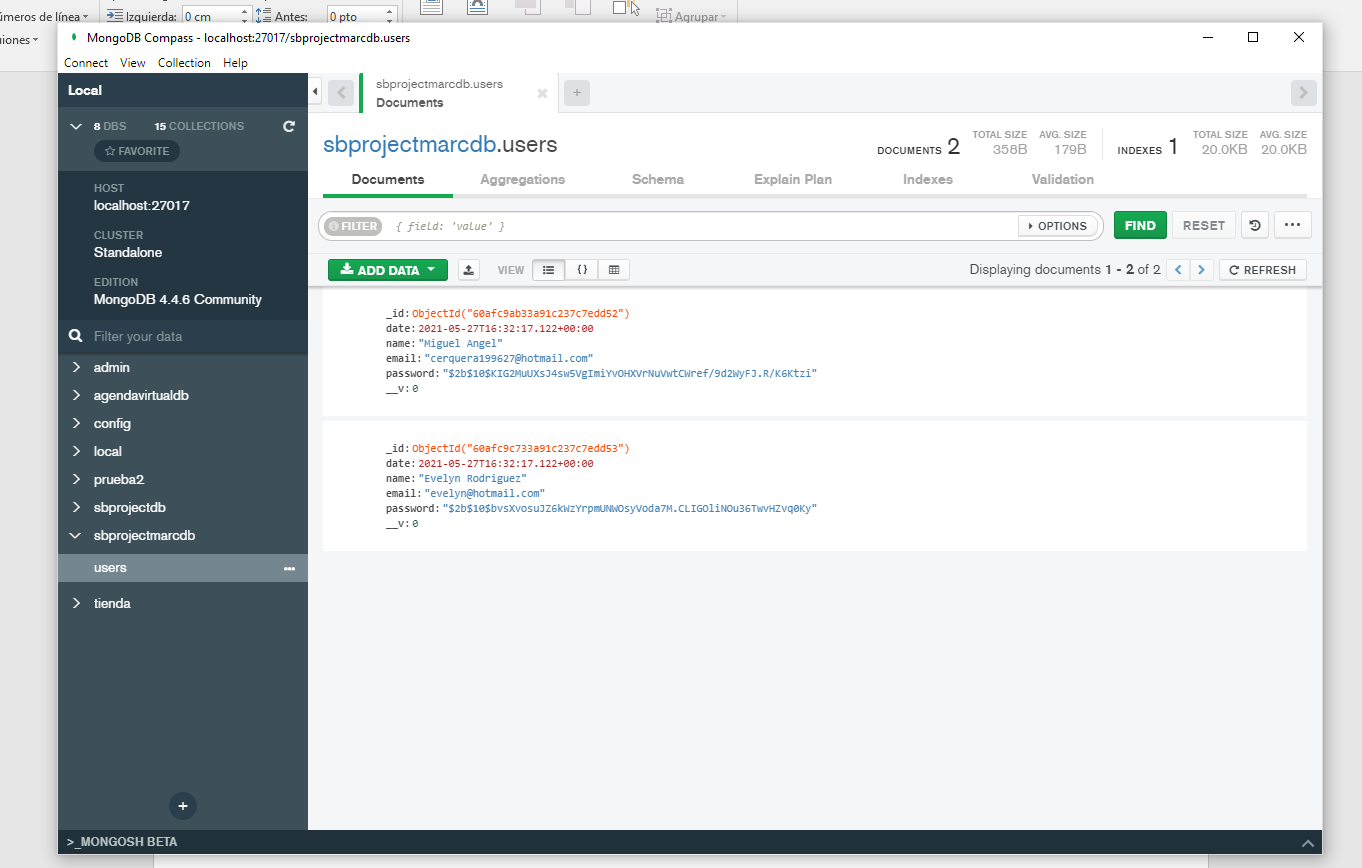 úmeros de línea
Izquierda:
0 cm
Antes:
0 pto
Agrupar
iones
MongoDB Compass - localhost:27017/sbprojectmarcdb.users
Connect View Collection Help
Local
8 DBS 15 COLLECTIONS
FAVORITE
HOST
localhost:27017
CLUSTER
Standalone
EDITION
MongoDB 4.4.6 Community
Filter your data
admin
agendavirtualdb
config
local
prueba2
sbprojectdb
sbprojectmarcdb
users
tienda
sbprojectmarcdb.users
Documents
sbprojectmarcdb.users
DOCUMENTS 2
TOTAL SIZE
358B
AVG. SIZE
179B
INDEXES 1
TOTAL SIZE
20.0KB
AVG. SIZE
20.0KB
Documents Aggregations Schema Explain Plan Indexes Validation
FILTER { field: 'value' } OPTIONS FIND RESET
ADD DATA VIEW {} Displaying documents 1 - 2 of 2 REFRESH
_id: ObjectId("60afc9ab33a91c237c7edd52")
date: 2021-05-27T16:32:17.122+00:00
name: "Miguel Angel"
email: "cerquera199627@hotmail.com"
password: "$2b$10$KIG2MuUXsJ4sw5VgImiYvOHXVrNuVwtCWref/9d2WyFJ.R/K6Ktzi"
__v: 0
_id: ObjectId("60afc9c733a91c237c7edd53")
date: 2021-05-27T16:32:17.122+00:00
name: "Evelyn Rodriguez"
email: "evelyn@hotmail.com"
password: "$2b$10$bvsXvosuJZ6kWzYrpmUNWOsyVoda7M.CLIGOliNOu36TwvHZvq0Ky"
__v: 0
>_MONGOSH BETA